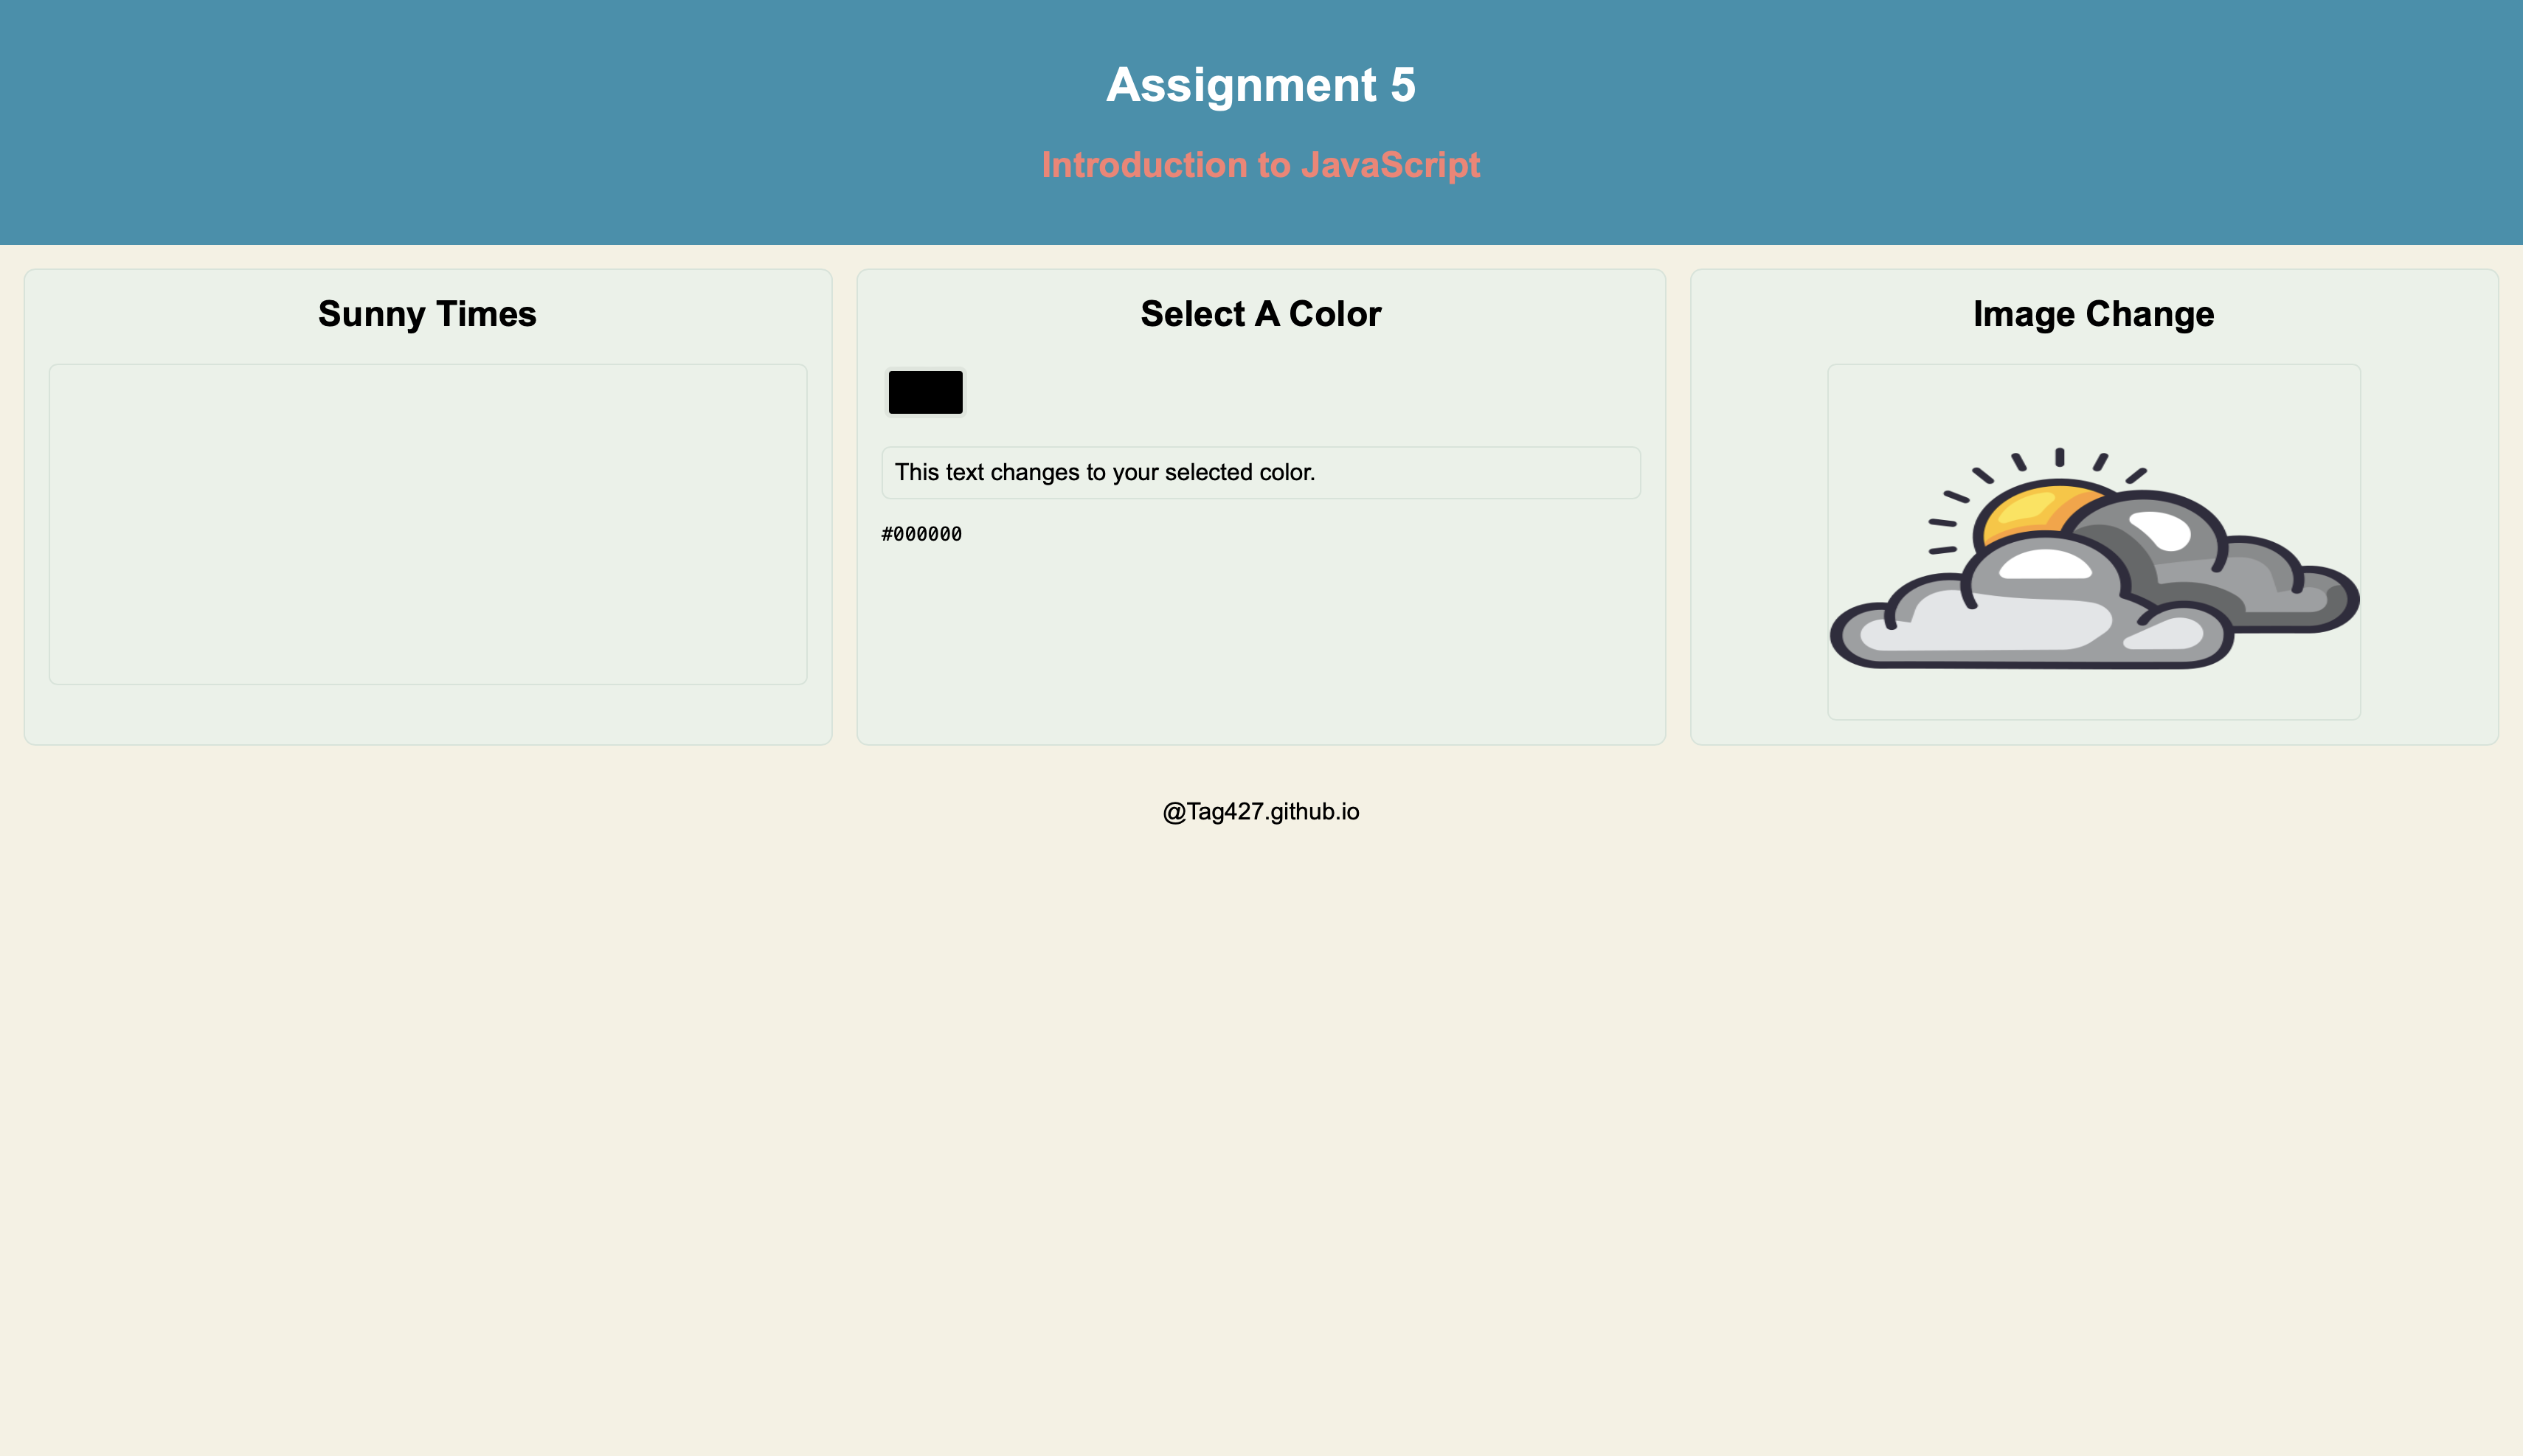 Assignment 5
Introduction to JavaScript
Sunny Times
Select A Color
This text changes to your selected color.
#000000
Image Change
@Tag427.github.io